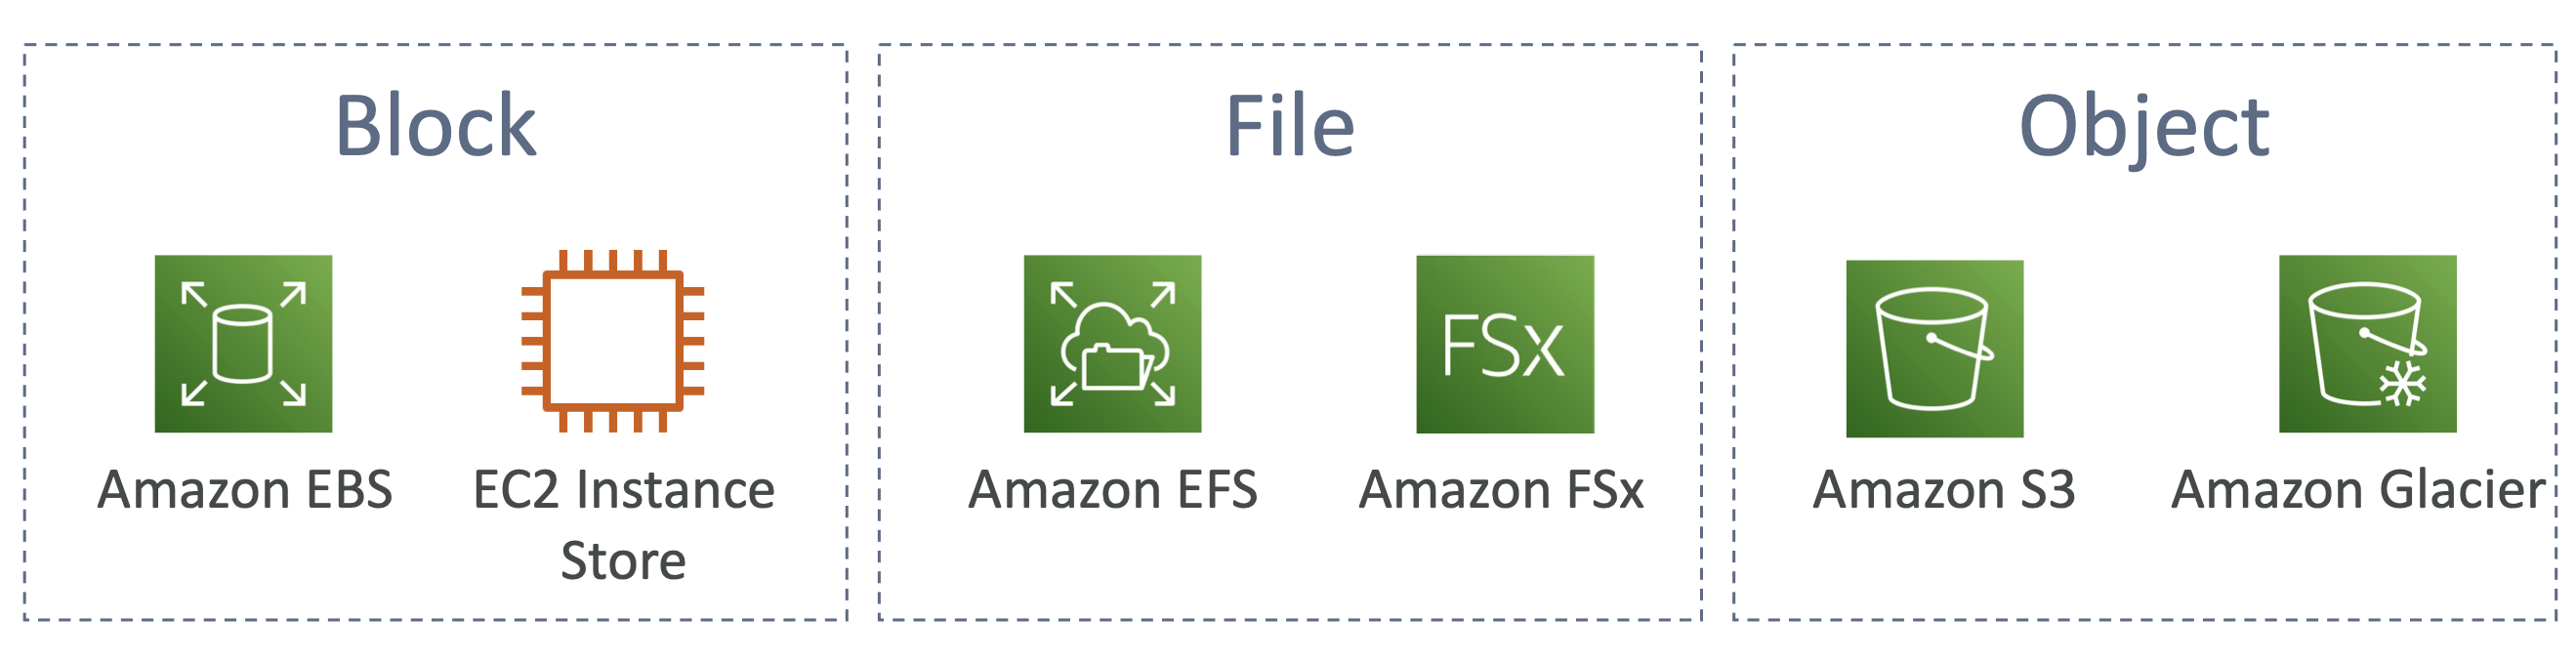 Block
Amazon EBS
EC2 Instance
Store
File
Amazon EFS
FSx
Amazon FSx
Object
Amazon S3
Amazon Glacier